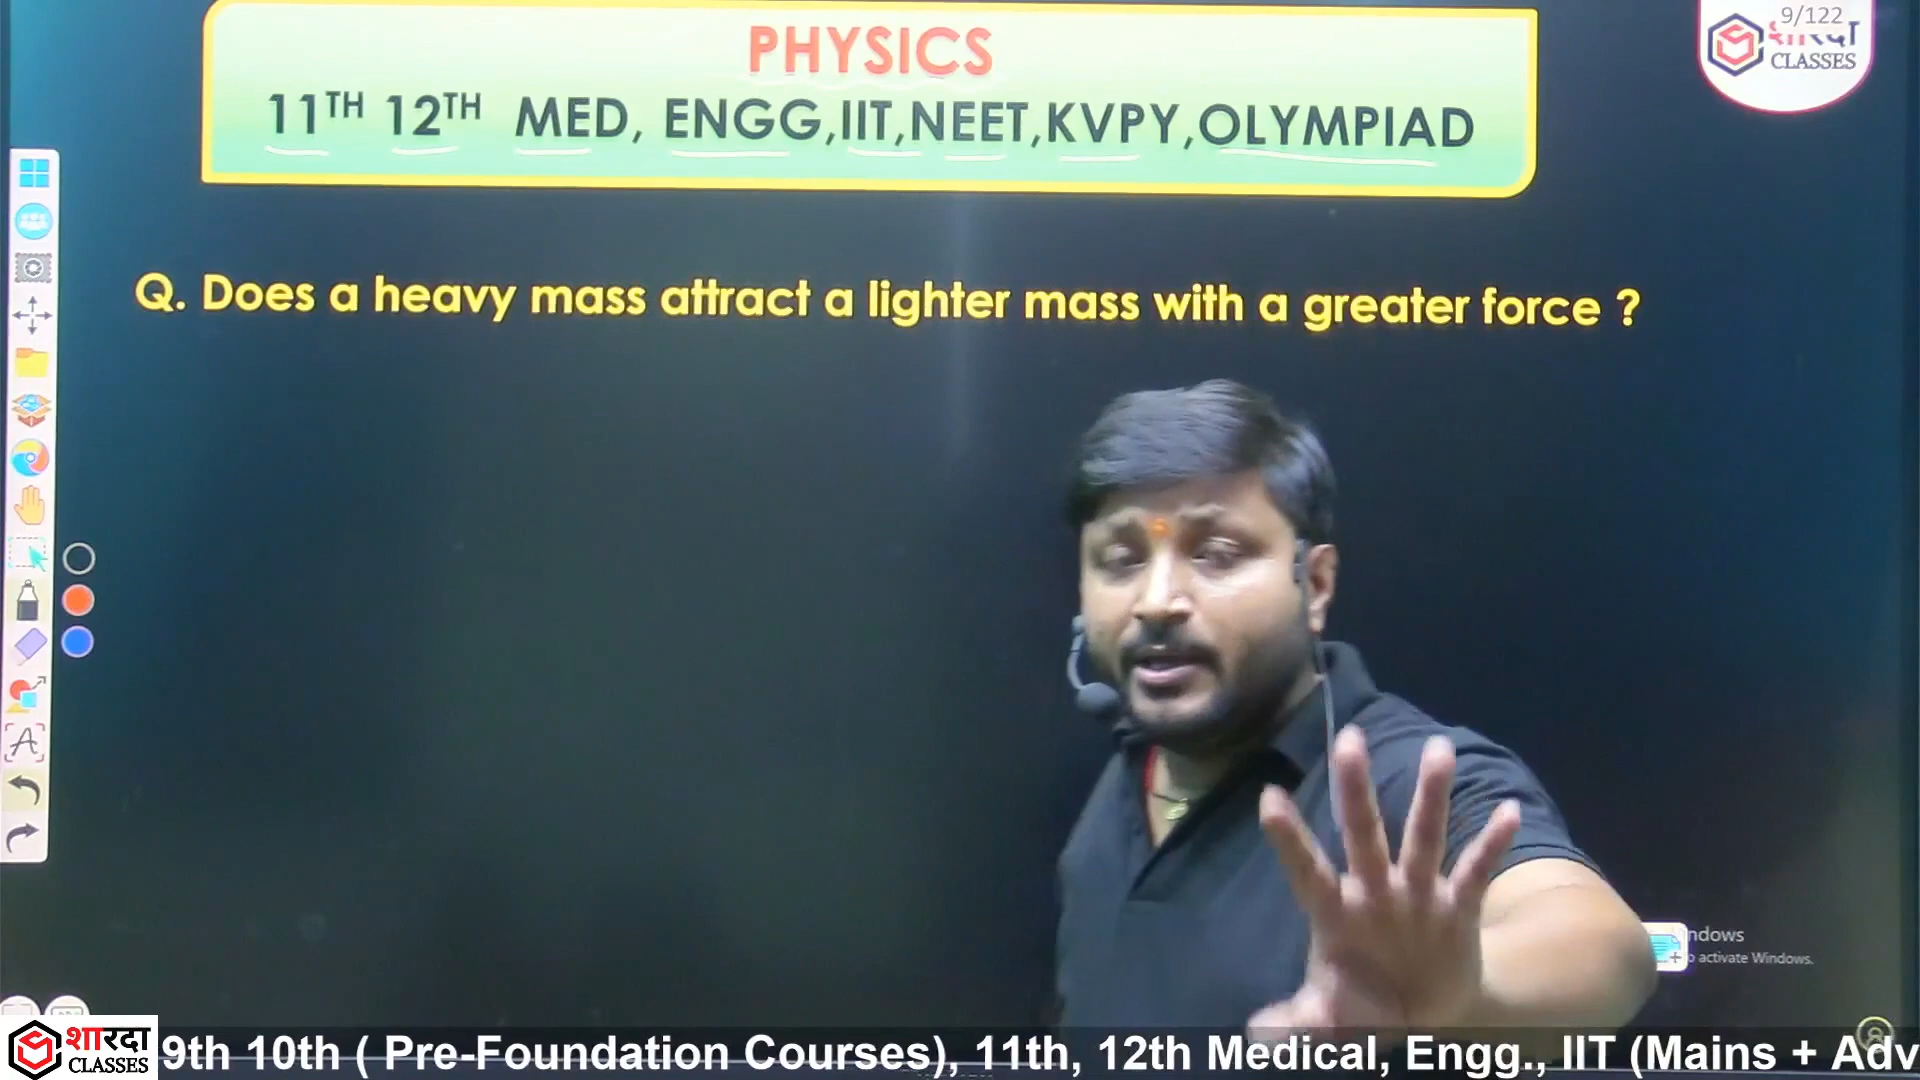 9/122
PHYSICS
शारदा
CLASSES
11TH 12TH MED, ENGG,IIT,NEET,KVPY,OLYMPIAD
Q. Does a heavy mass attract a lighter mass with a greater force ?
ndows
o activate Windows.
शारदा
CLASSES
9th 10th ( Pre-Foundation Courses), 11th, 12th Medical, Engg., IIT (Mains + Adv